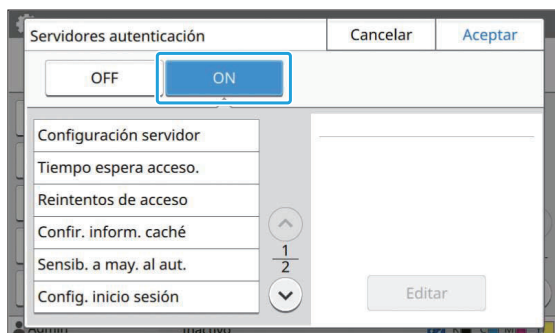 Servidores autenticación
Cancelar
Aceptar
OFF
ON
Configuración servidor
Tiempo espera acceso.
Reintentos de acceso
Confir. inform. caché
Sensib. a may. al aut.
Config. inicio sesión
1
2
Editar